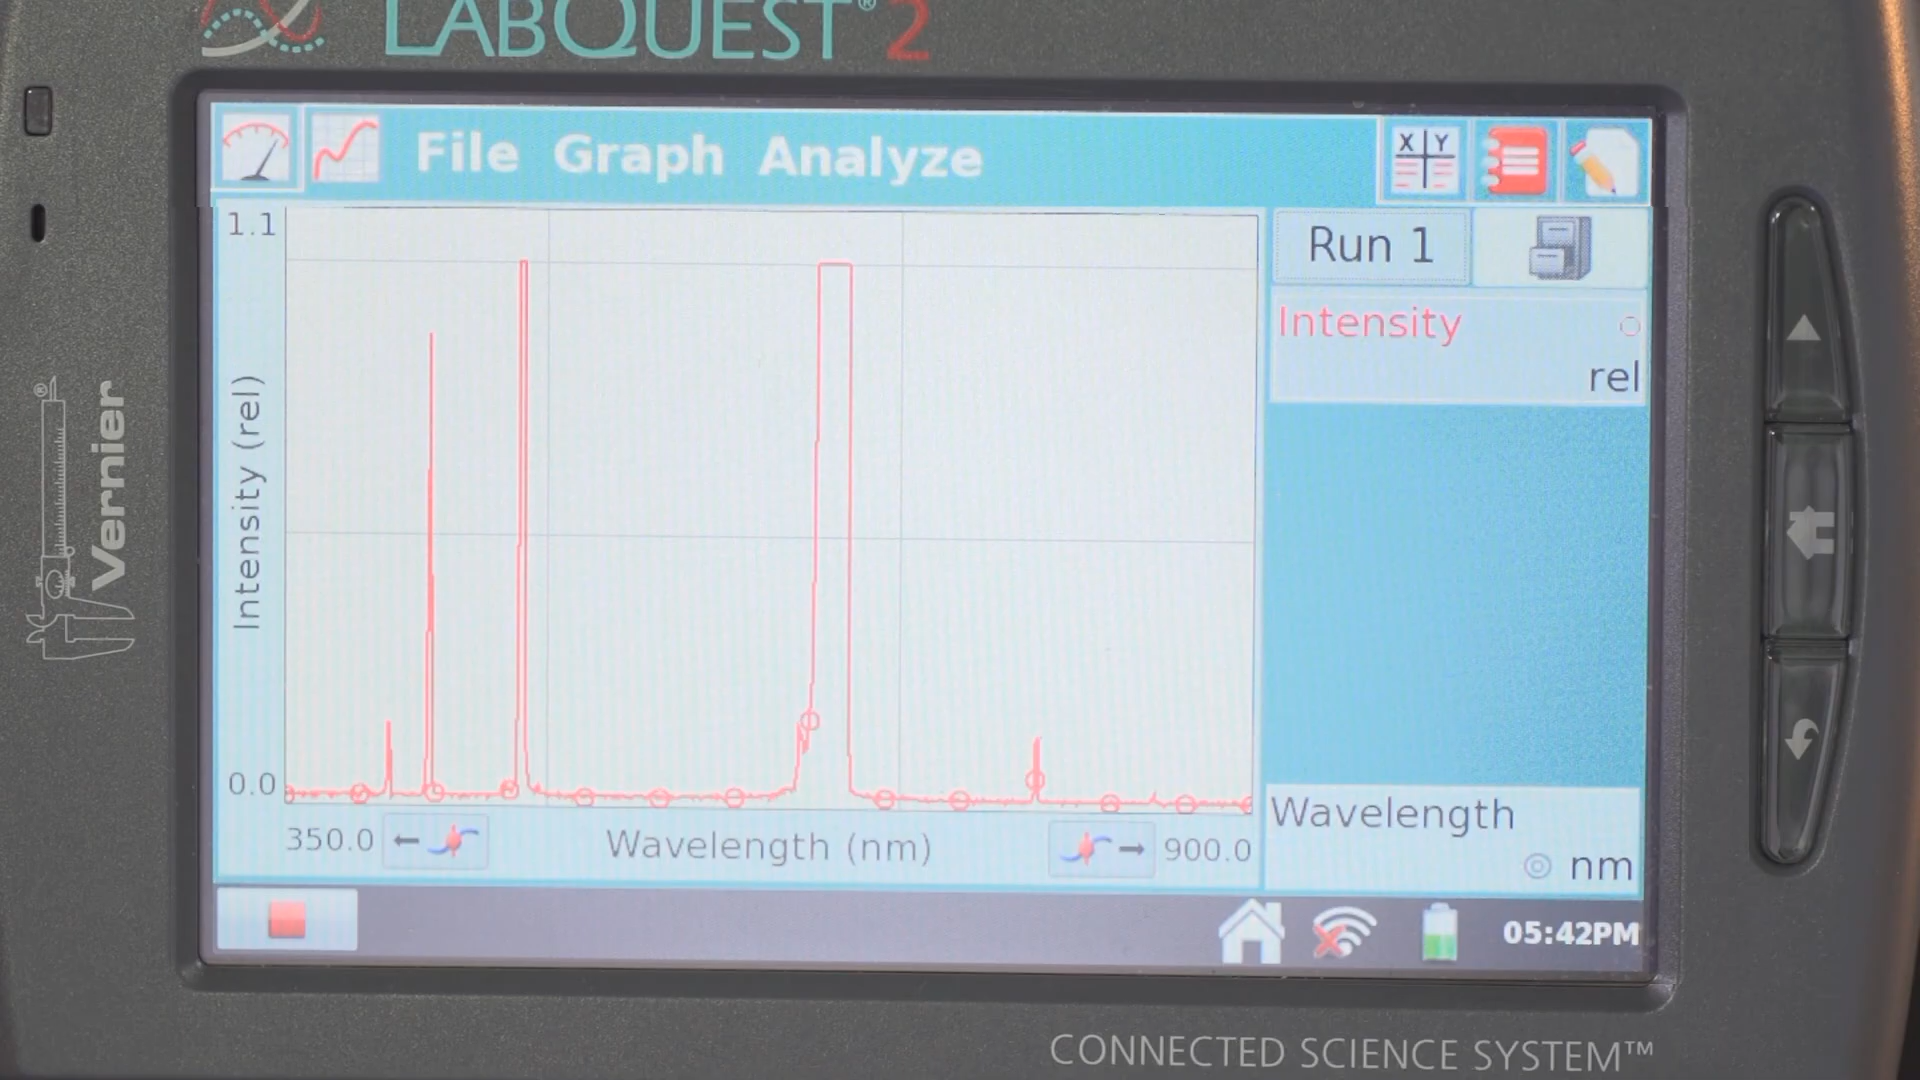 LABQUEST® 2
File Graph Analyze
X Y
1.1
Run 1
Intensity
rel
Intensity (rel)
® Vernier
0.0
350.0
Wavelength (nm)
900.0
Wavelength
nm
05:42PM
CONNECTED SCIENCE SYSTEM™